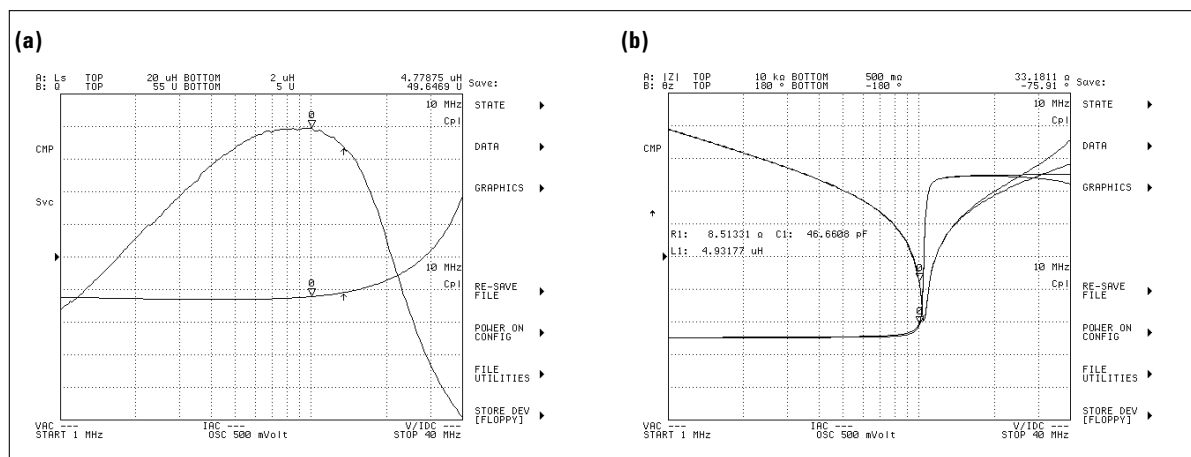 (a)
A: Ls TOP 20 uH BOTTOM 2 uH 4.77875 uH
B: Q TOP 55 U BOTTOM 5 U 49.6469 U
Save:
10 MHz
Cpl
STATE
CMP
DATA
Svc
GRAPHICS
0
0
10 MHz
Cpl
RE-SAVE
FILE
POWER ON
CONFIG
FILE
UTILITIES
STORE DEV
[FLOPPY]
VAC --- IAC --- V/IDC ---
START 1 MHz OSC 500 mVolt STOP 40 MHz
(b)
A: |Z| TOP 10 kΩ BOTTOM 500 mΩ 33.1811 Ω
B: θz TOP 180 ° BOTTOM -180 ° -75.91 °
Save:
10 MHz
Cpl
STATE
CMP
DATA
GRAPHICS
R1: 8.51331 Ω C1: 46.6608 pF
L1: 4.93177 uH
0
0
10 MHz
Cpl
RE-SAVE
FILE
POWER ON
CONFIG
FILE
UTILITIES
STORE DEV
[FLOPPY]
VAC --- IAC --- V/IDC ---
START 1 MHz OSC 500 mVolt STOP 40 MHz